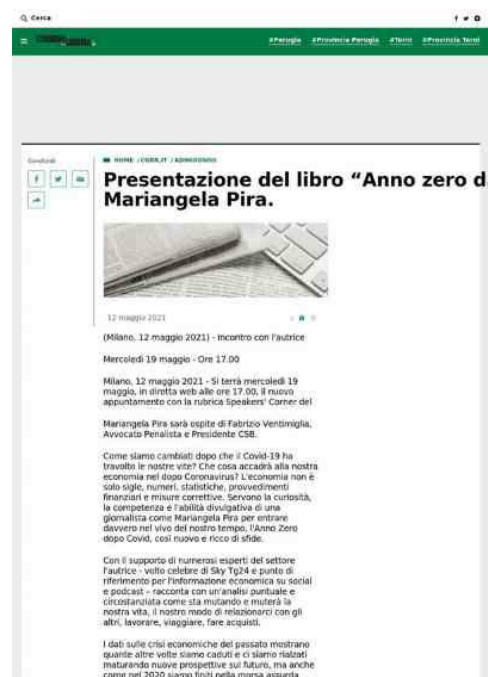 Cerca
#Perugia #Provincia Perugia #Terni #Provincia Terni
Condividi:
HOME / CORR.IT / ADNKRONOS
Presentazione del libro “Anno zero d
Mariangela Pira.
12 maggio 2021
(Milano, 12 maggio 2021) - Incontro con l'autrice
Mercoledì 19 maggio - Ore 17.00
Milano, 12 maggio 2021 - Si terrà mercoledì 19
maggio, in diretta web alle ore 17.00, il nuovo
appuntamento con la rubrica Speakers' Corner del
Mariangela Pira sarà ospite di Fabrizio Ventimiglia,
Avvocato Penalista e Presidente CSB.
Come siamo cambiati dopo che il Covid-19 ha
travolto le nostre vite? Che cosa accadrà alla nostra
economia nel dopo Coronavirus? L'economia non è
solo sigle, numeri, statistiche, provvedimenti
finanziari e misure correttive. Servono la curiosità,
la competenza e l'abilità divulgativa di una
giornalista come Mariangela Pira per entrare
davvero nel vivo del nostro tempo, l'Anno Zero
dopo Covid, così nuovo e ricco di sfide.
Con il supporto di numerosi esperti del settore
l'autrice - volto celebre di Sky Tg24 e punto di
riferimento per l'informazione economica su social
e podcast – racconta con un'analisi puntuale e
circostanziata come sta mutando e muterà la
nostra vita, il nostro modo di relazionarci con gli
altri, lavorare, viaggiare, fare acquisti.
I dati sulle crisi economiche del passato mostrano
quante altre volte siamo caduti e ci siamo rialzati
maturando nuove prospettive sul futuro, ma anche
come nel 2020 siamo finiti nella morsa assurda